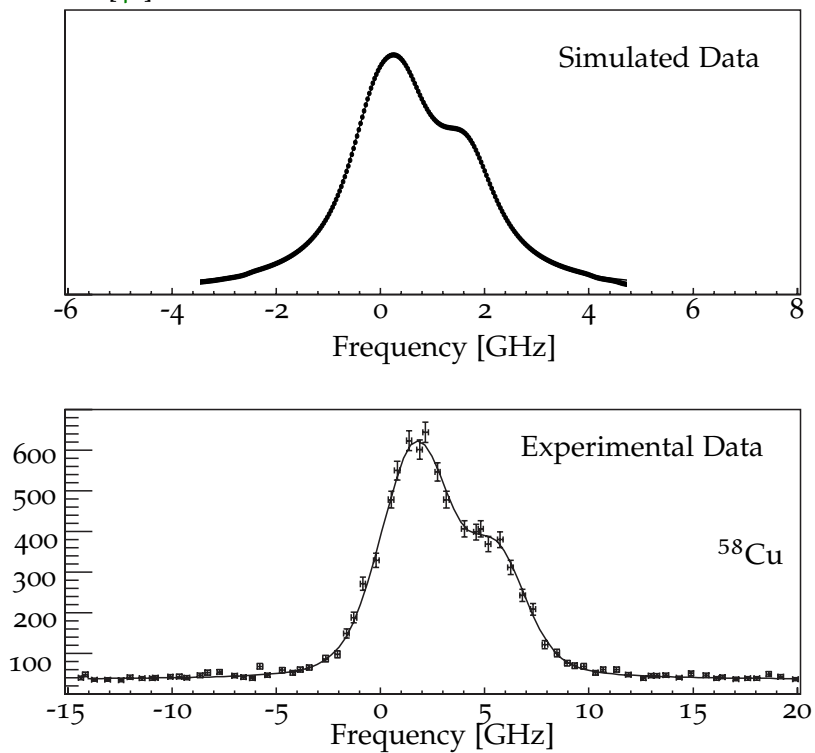 Simulated Data
-6 -4 -2 0 2 4 6 8
Frequency [GHz]
600
Experimental Data
500
400
⁵⁸Cu
300
200
100
-15 -10 -5 0 5 10 15 20
Frequency [GHz]